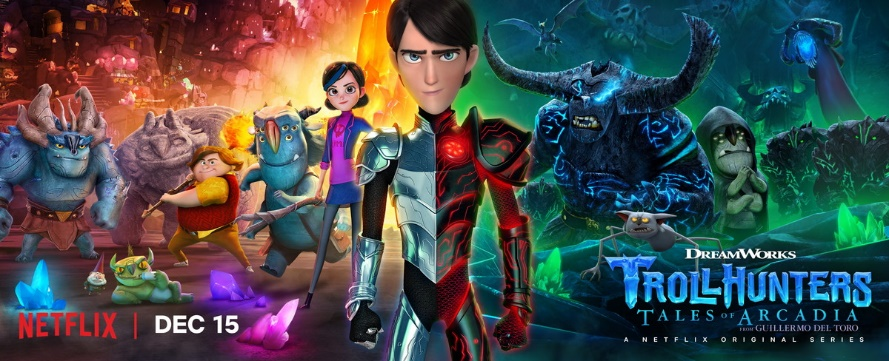 NETFLIX | DEC 15
DREAMWORKS
TROLLHUNTERS
TALES OF ARCADIA
FROM GUILLERMO DEL TORO
A NETFLIX ORIGINAL SERIES